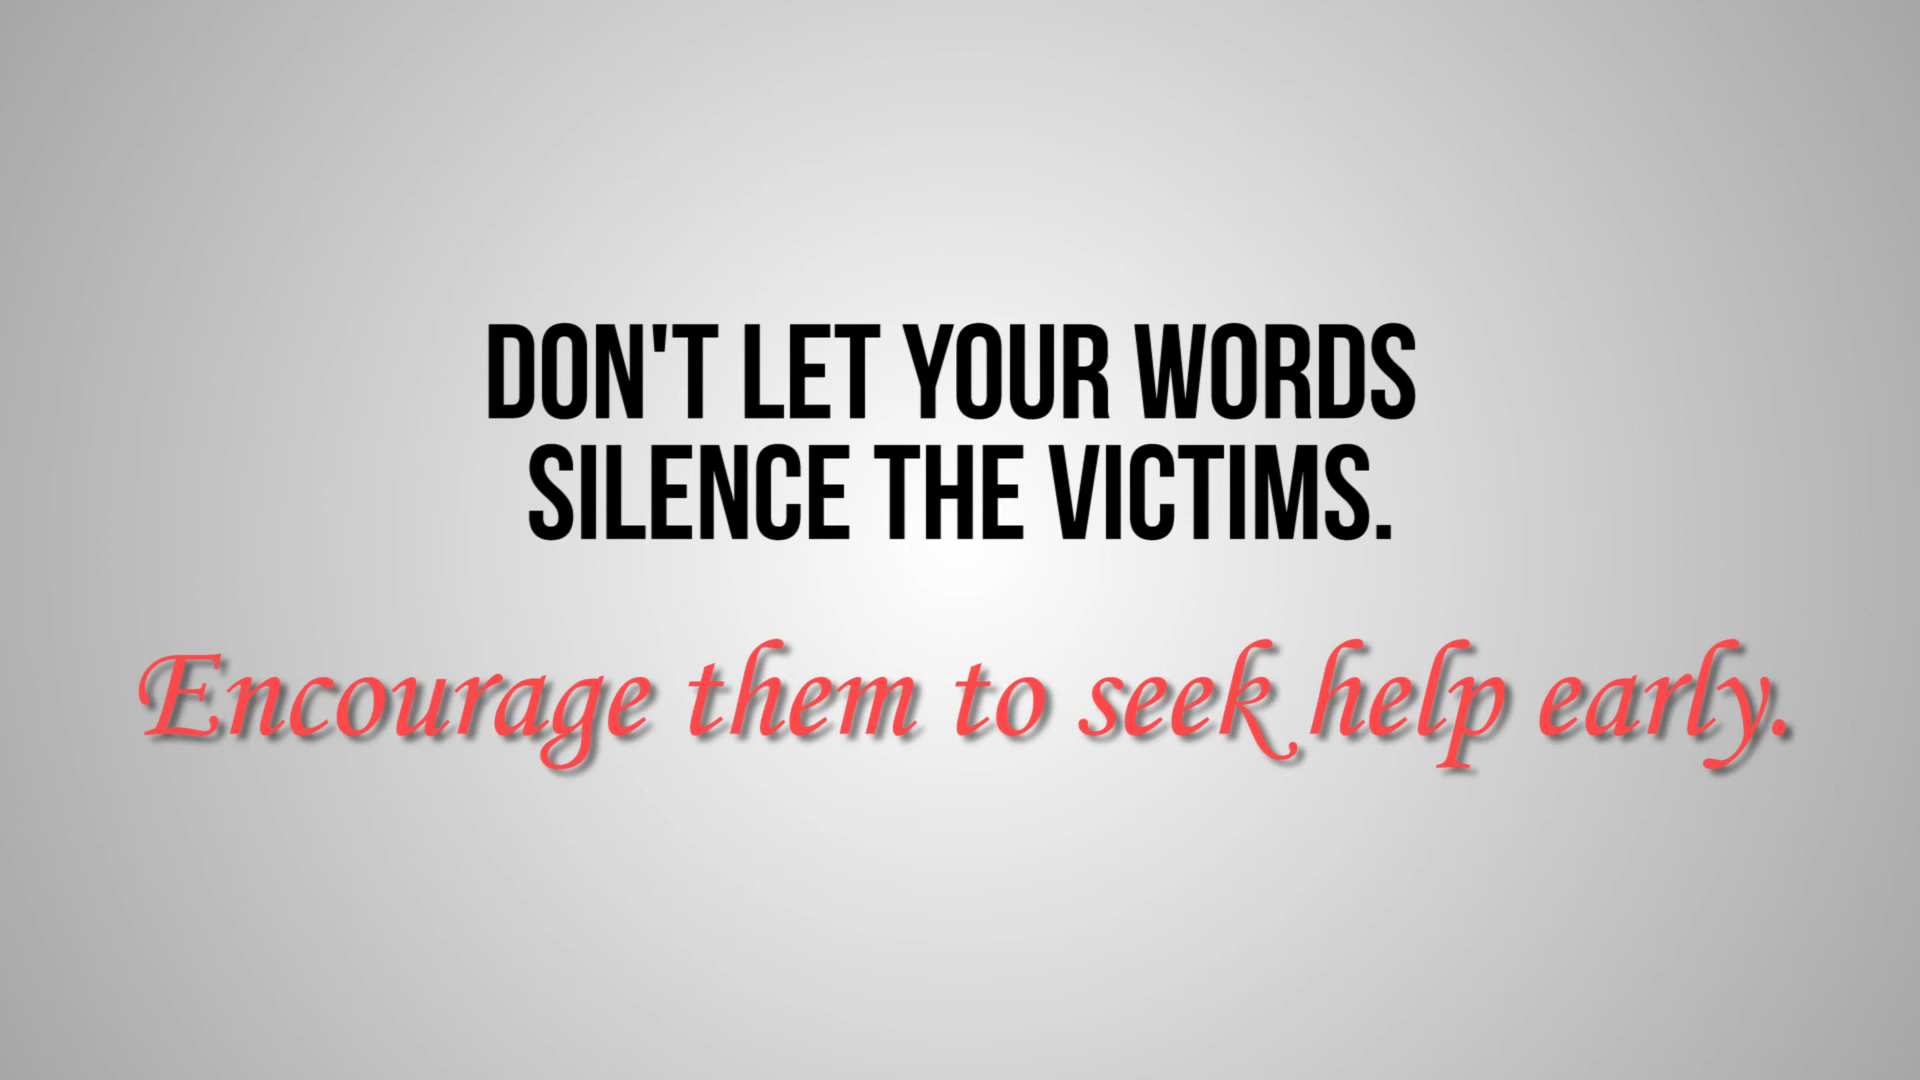 DON'T LET YOUR WORDS
SILENCE THE VICTIMS.
Encourage them to seek help early.